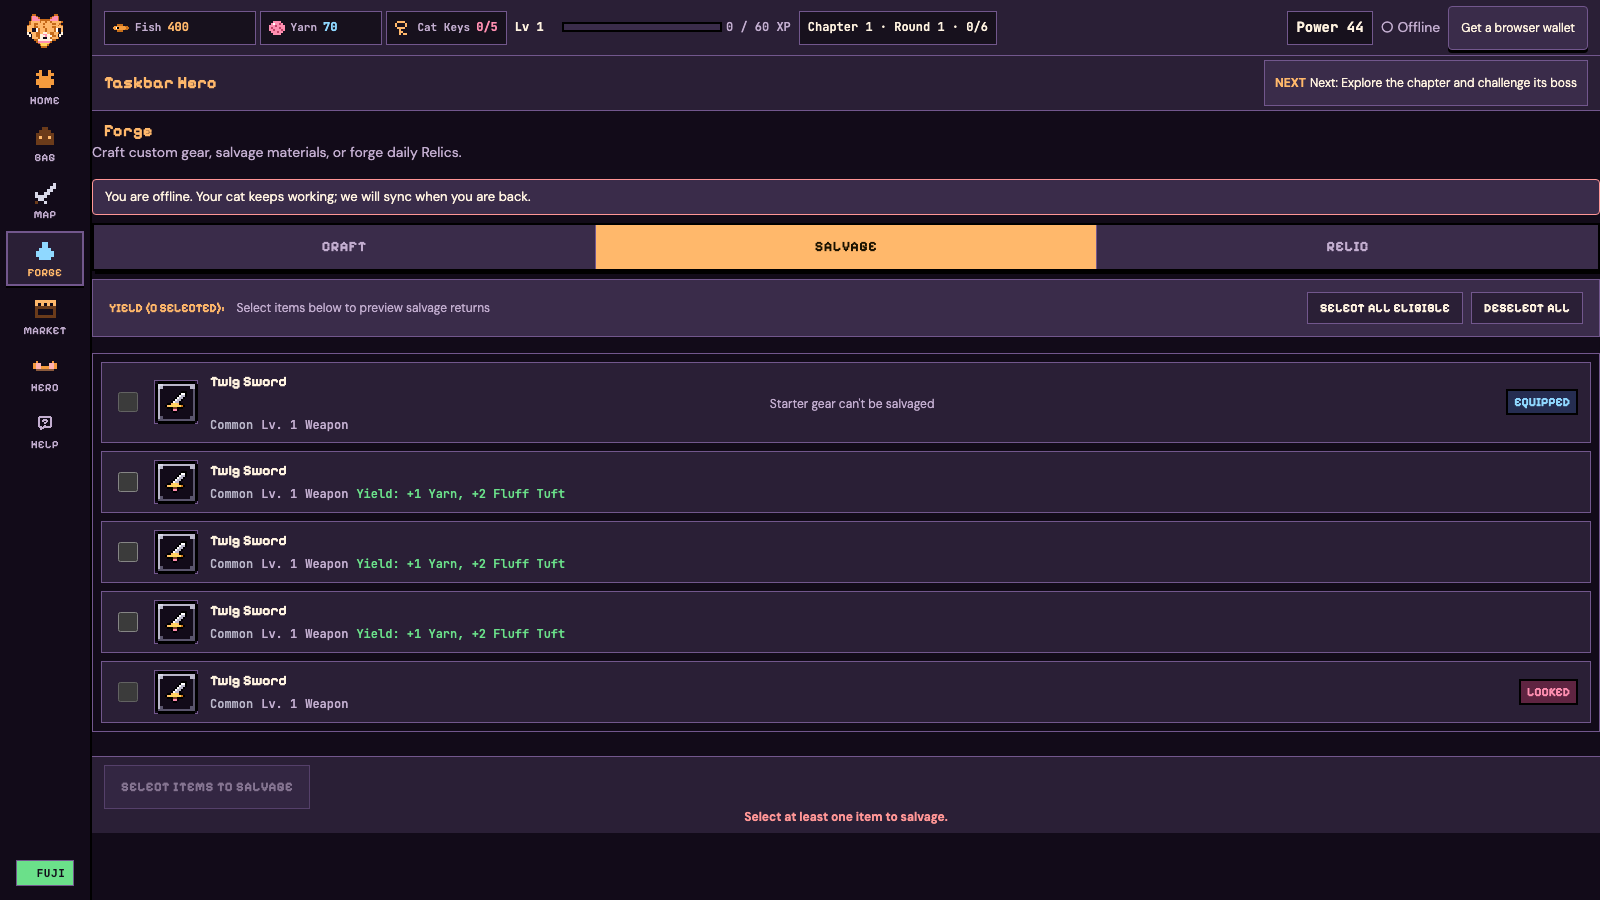 Fish 400
Yarn 70
Cat Keys 0/5
Lv 1
0 / 60 XP
Chapter 1 · Round 1 · 0/6
Power 44
Offline
Get a browser wallet
HOME
BAG
MAP
FORGE
MARKET
HERO
HELP
FUJI
Taskbar Hero
NEXT Next: Explore the chapter and challenge its boss
Forge
Craft custom gear, salvage materials, or forge daily Relics.
You are offline. Your cat keeps working; we will sync when you are back.
CRAFT
SALVAGE
RELIC
YIELD (0 SELECTED):
Select items below to preview salvage returns
SELECT ALL ELIGIBLE
DESELECT ALL
Twig Sword
Common Lv. 1 Weapon
Starter gear can't be salvaged
EQUIPPED
Twig Sword
Common Lv. 1 Weapon Yield: +1 Yarn, +2 Fluff Tuft
Twig Sword
Common Lv. 1 Weapon Yield: +1 Yarn, +2 Fluff Tuft
Twig Sword
Common Lv. 1 Weapon Yield: +1 Yarn, +2 Fluff Tuft
Twig Sword
Common Lv. 1 Weapon
LOCKED
SELECT ITEMS TO SALVAGE
Select at least one item to salvage.